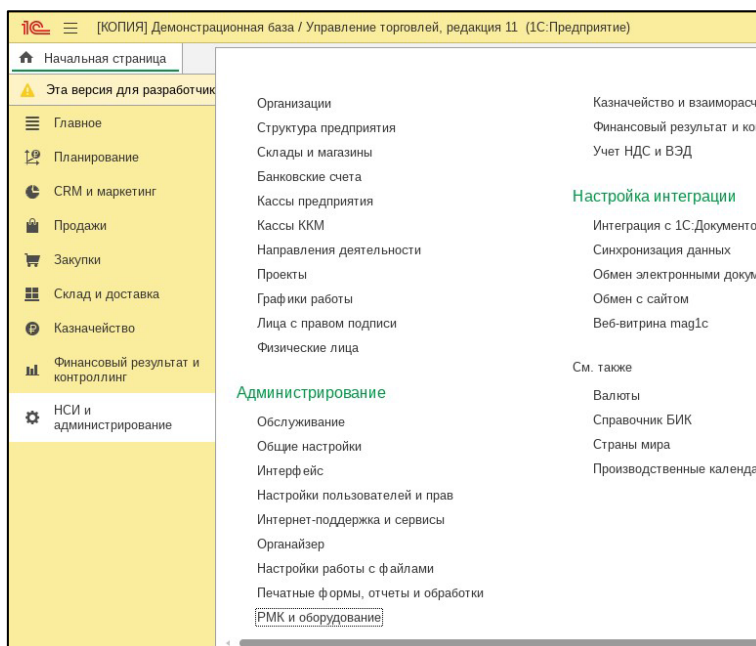 1С [КОПИЯ] Демонстрационная база / Управление торговлей, редакция 11 (1С:Предприятие)
Начальная страница
Эта версия для разработчик
Главное
Планирование
CRM и маркетинг
Продажи
Закупки
Склад и доставка
Казначейство
Финансовый результат и
контроллинг
НСИ и
администрирование
Организации
Структура предприятия
Склады и магазины
Банковские счета
Кассы предприятия
Кассы ККМ
Направления деятельности
Проекты
Графики работы
Лица с правом подписи
Физические лица
Администрирование
Обслуживание
Общие настройки
Интерфейс
Настройки пользователей и прав
Интернет-поддержка и сервисы
Органайзер
Настройки работы с файлами
Печатные формы, отчеты и обработки
РМК и оборудование
Казначейство и взаиморасч
Финансовый результат и ко
Учет НДС и ВЭД
Настройка интеграции
Интеграция с 1С:Документо
Синхронизация данных
Обмен электронными докум
Обмен с сайтом
Веб-витрина mag1c
См. также
Валюты
Справочник БИК
Страны мира
Производственные календа